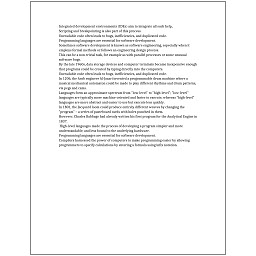 Integrated development environments (IDEs) aim to integrate all such help.
Scripting and breakpointing is also part of this process.
Unreadable code often leads to bugs, inefficiencies, and duplicated code.
Programming languages are essential for software development.
Sometimes software development is known as software engineering, especially when it
employs formal methods or follows an engineering design process.
This can be a non-trivial task, for example as with parallel processes or some unusual
software bugs.
By the late 1960s, data storage devices and computer terminals became inexpensive enough
that programs could be created by typing directly into the computers.
Unreadable code often leads to bugs, inefficiencies, and duplicated code.
In 1206, the Arab engineer Al-Jazari invented a programmable drum machine where a
musical mechanical automaton could be made to play different rhythms and drum patterns,
via pegs and cams.
Languages form an approximate spectrum from "low-level" to "high-level"; "low-level"
languages are typically more machine-oriented and faster to execute, whereas "high-level"
languages are more abstract and easier to use but execute less quickly.
In 1801, the Jacquard loom could produce entirely different weaves by changing the
"program" – a series of pasteboard cards with holes punched in them.
However, Charles Babbage had already written his first program for the Analytical Engine in
1837.
High-level languages made the process of developing a program simpler and more
understandable, and less bound to the underlying hardware.
Programming languages are essential for software development.
Compilers harnessed the power of computers to make programming easier by allowing
programmers to specify calculations by entering a formula using infix notation.